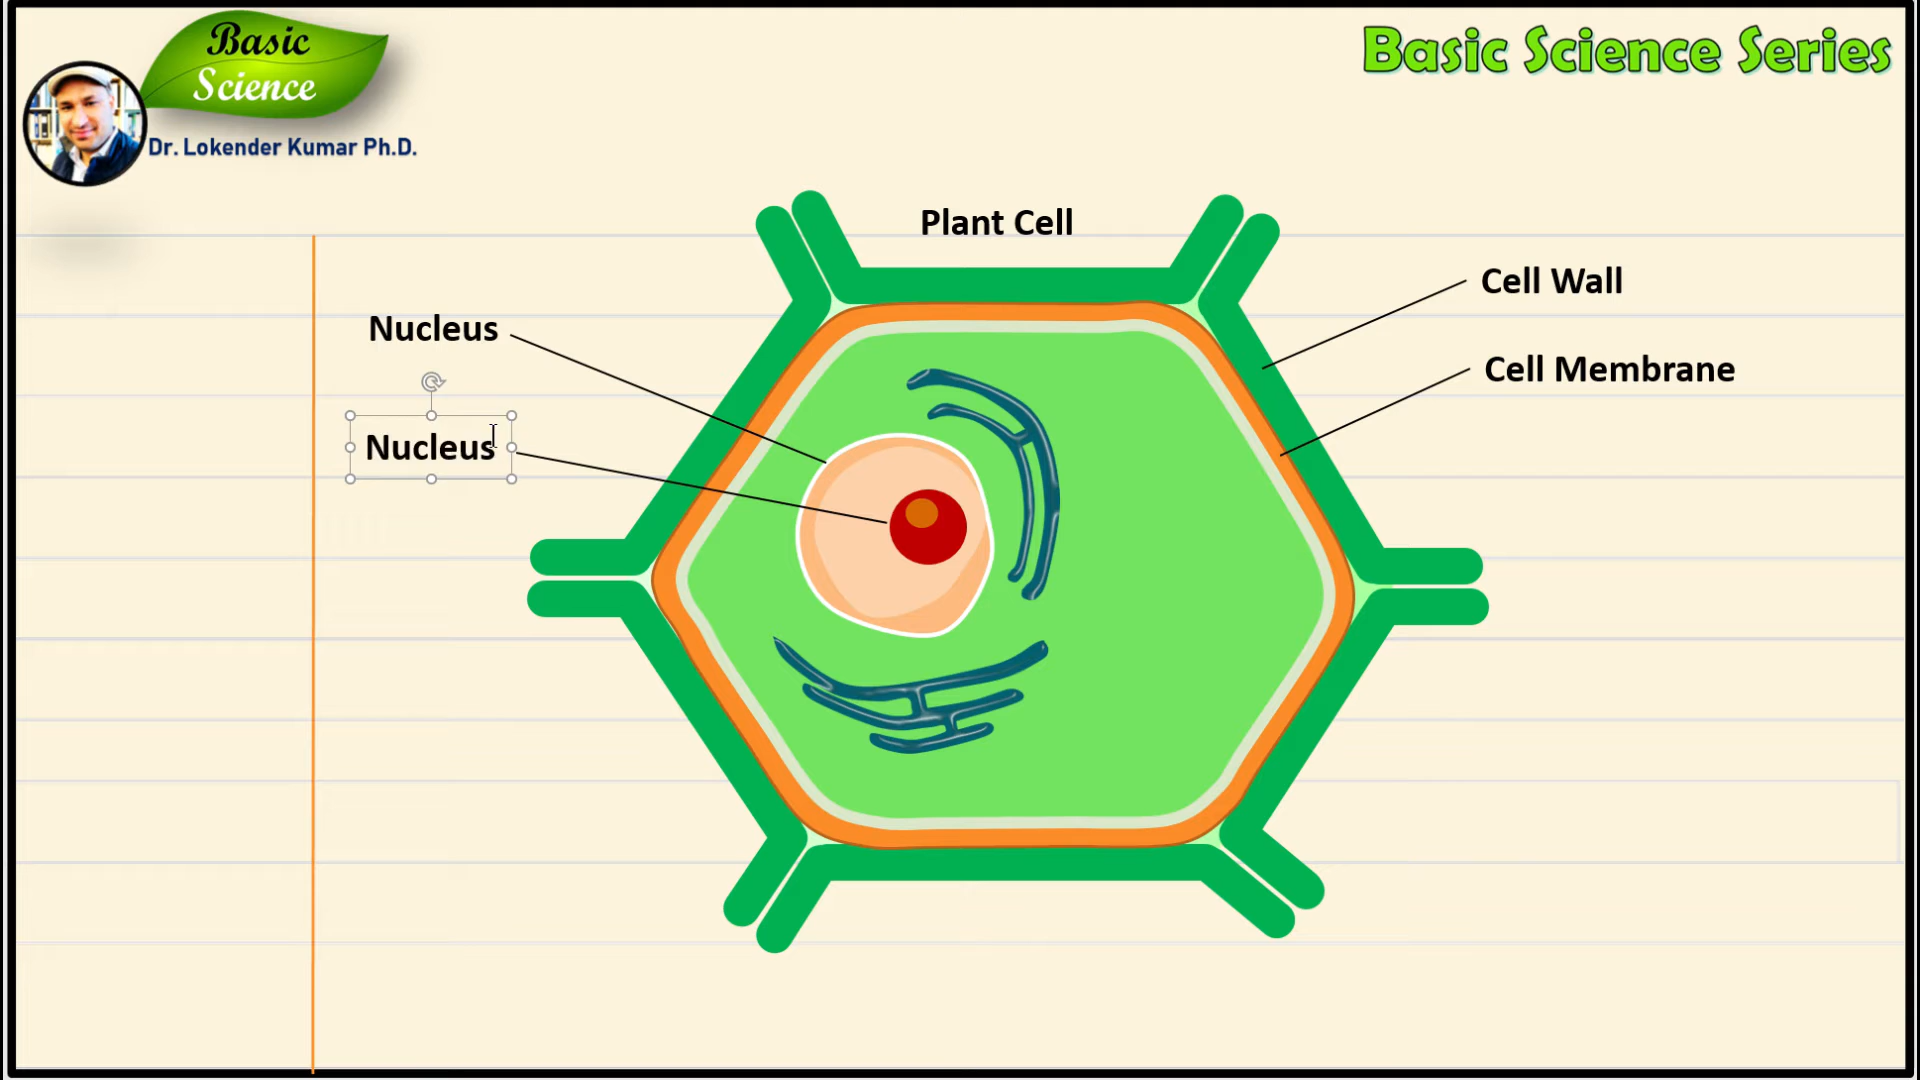 Basic
Science
Dr. Lokender Kumar Ph.D.
Basic Science Series
Plant Cell
Cell Wall
Nucleus
Cell Membrane
Nucleus